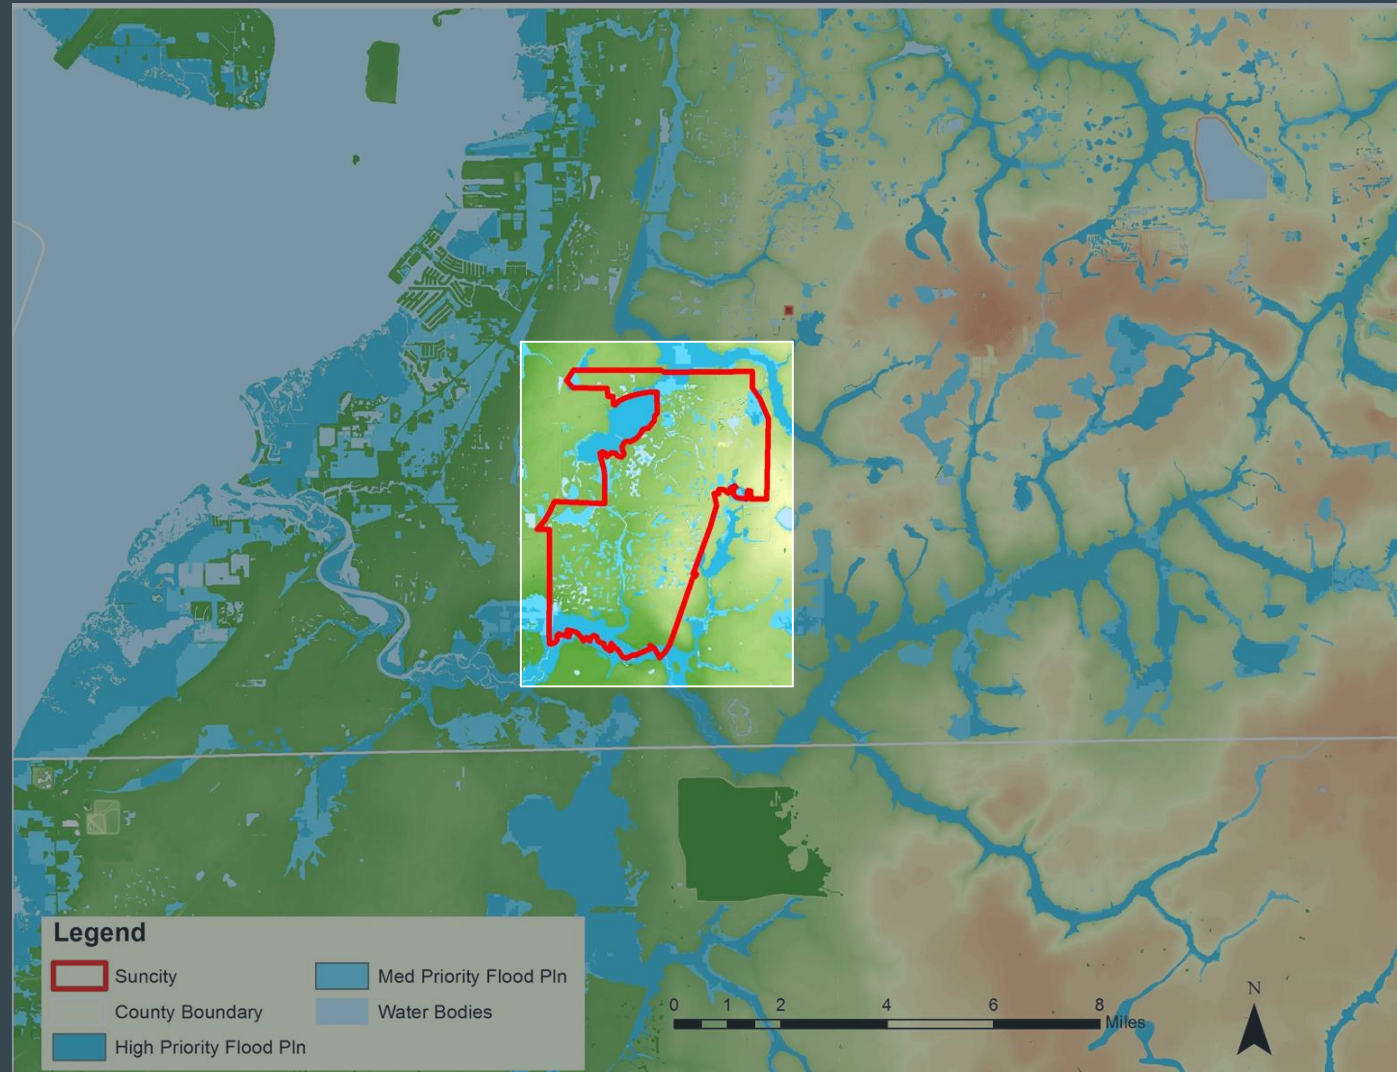 Legend
Suncity
County Boundary
High Priority Flood Pln
Med Priority Flood Pln
Water Bodies
0 1 2 4 6 8
Miles
N